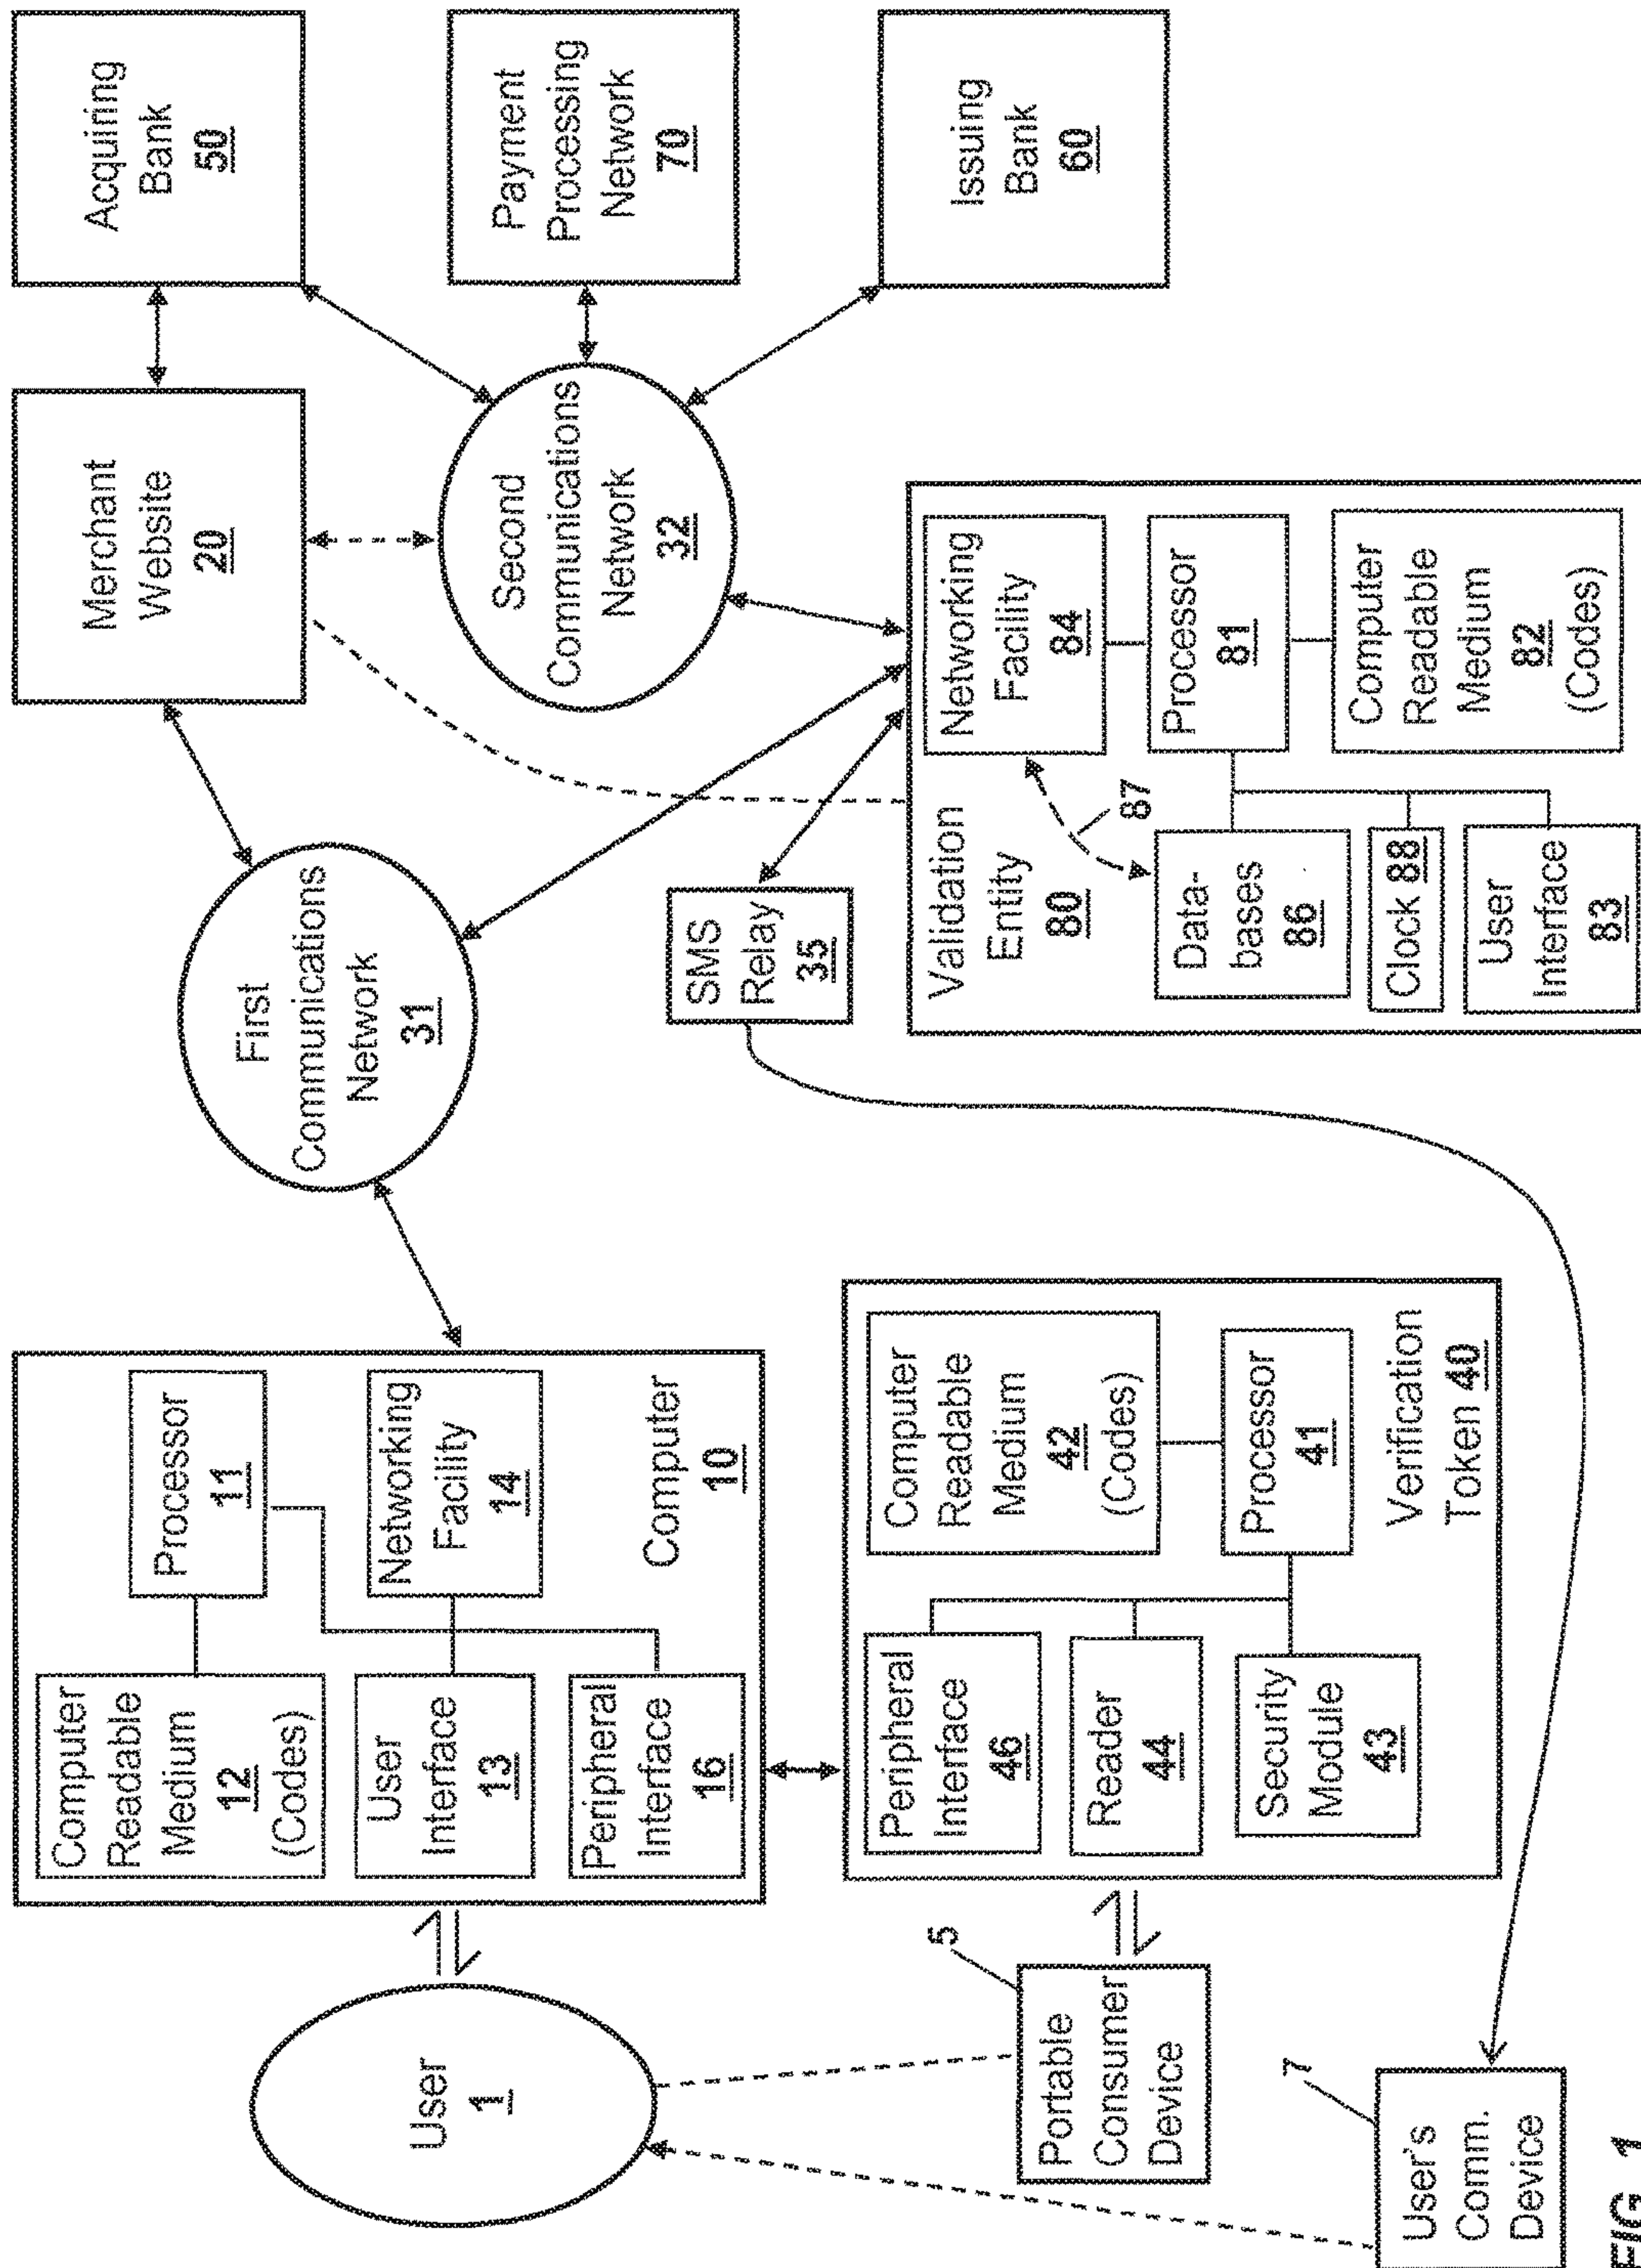 User
1
Computer
Readable
Medium
12
(Codes)
Processor
11
User
Interface
13
Networking
Facility
14
Peripheral
Interface
16
Computer
10
First
Communications
Network
31
Merchant
Website
20
Acquiring
Bank
50
Second
Communications
Network
32
Payment
Processing
Network
70
Issuing
Bank
60
SMS
Relay
35
5
Portable
Consumer
Device
Peripheral
Interface
46
Computer
Readable
Medium
42
(Codes)
Reader
44
Processor
41
Security
Module
43
Verification
Token 40
Validation
Entity
80
Networking
Facility
84
87
Data-
bases
86
Processor
81
Clock 88
User
Interface
83
Computer
Readable
Medium
82
(Codes)
7
User's
Comm.
Device
FIG. 1